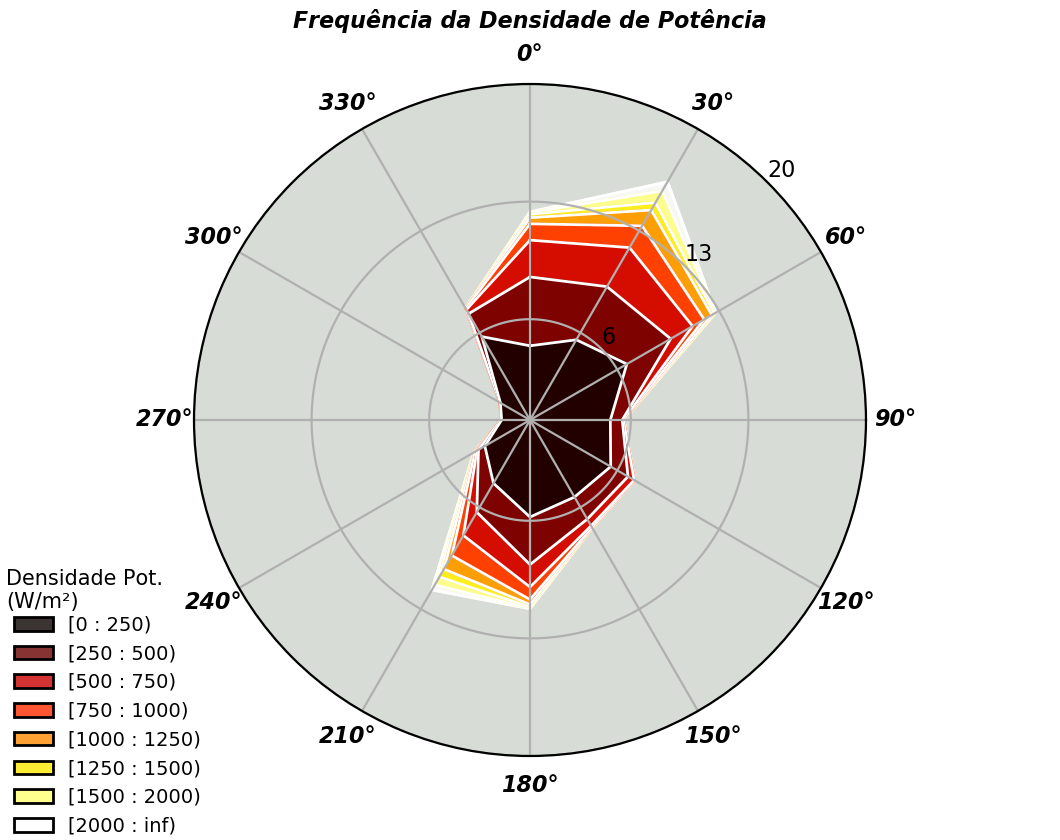 Frequência da Densidade de Potência
0°
330°
30°
20
300°
60°
13
6
270°
90°
Densidade Pot.
(W/m²)
240°
120°
[0 : 250)
[250 : 500)
[500 : 750)
[750 : 1000)
210°
150°
[1000 : 1250)
[1250 : 1500)
180°
[1500 : 2000)
[2000 : inf)